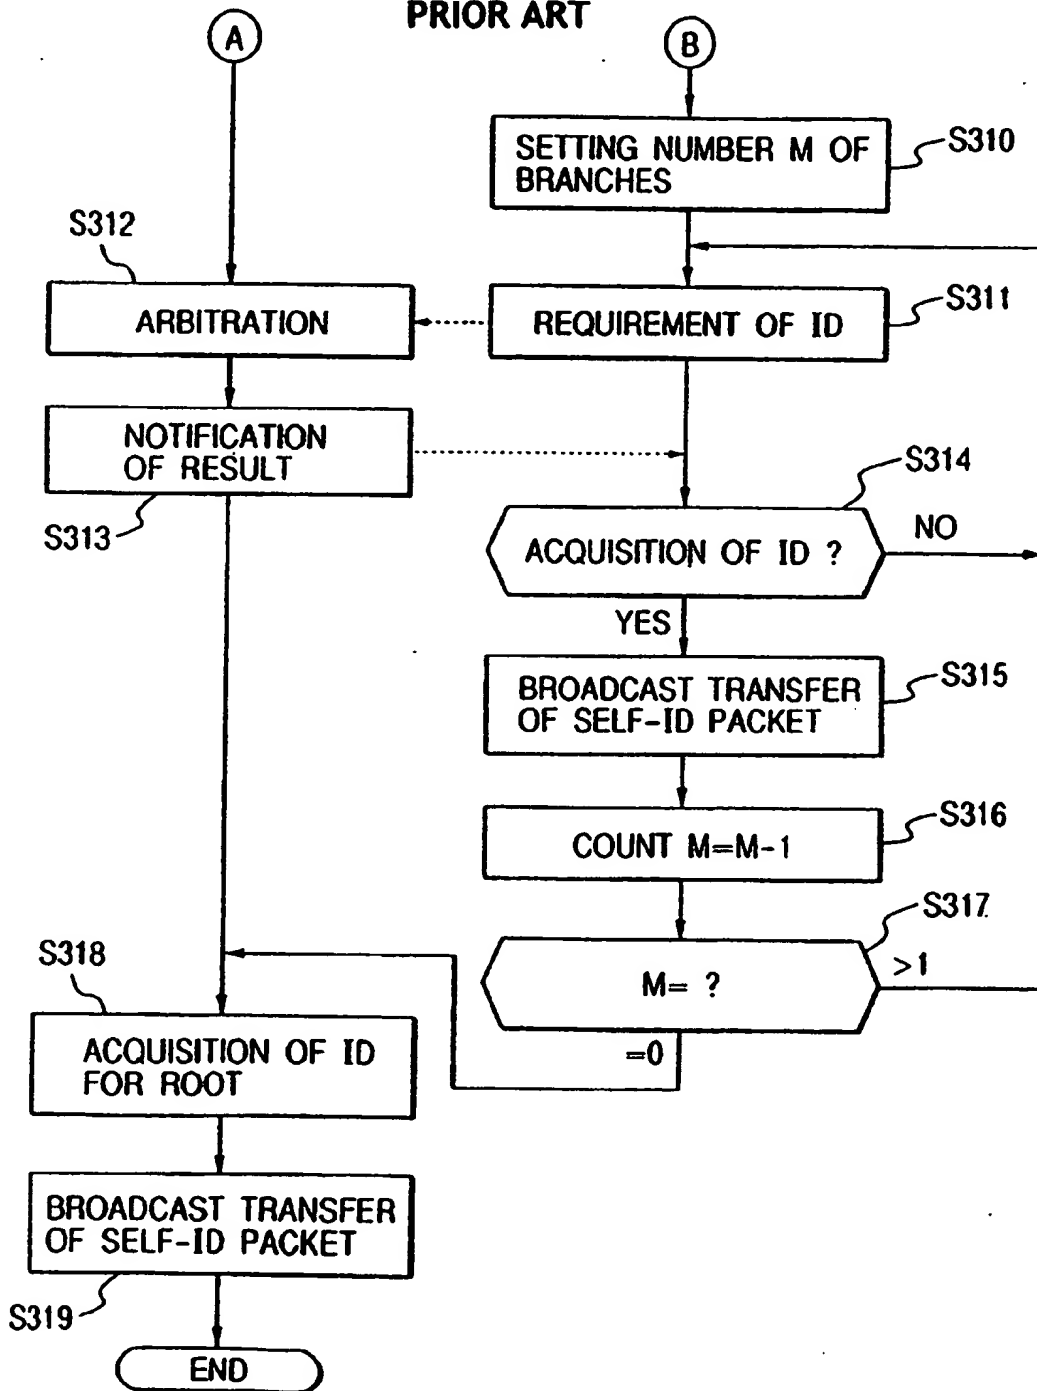 PRIOR ART
A
B
SETTING NUMBER M OF
BRANCHES
S310
S312
ARBITRATION
REQUIREMENT OF ID
S311
NOTIFICATION
OF RESULT
S313
S314
ACQUISITION OF ID ?
NO
YES
BROADCAST TRANSFER
OF SELF-ID PACKET
S315
COUNT M=M-1
S316
S317
M= ?
>1
=0
S318
ACQUISITION OF ID
FOR ROOT
BROADCAST TRANSFER
OF SELF-ID PACKET
S319
END